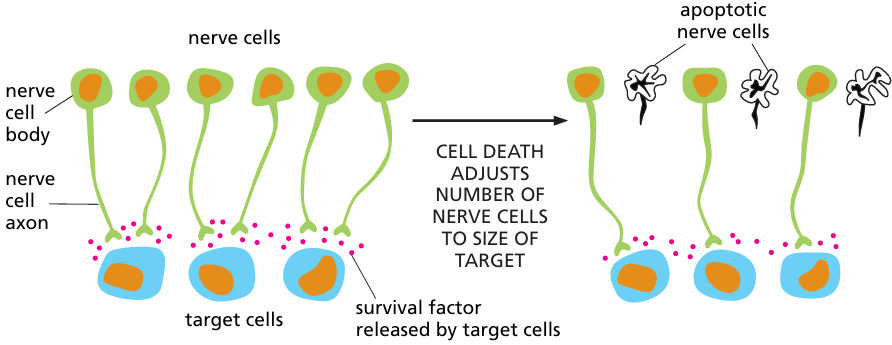 nerve cells
nerve
cell
body
nerve
cell
axon
target cells
survival factor
released by target cells
CELL DEATH
ADJUSTS
NUMBER OF
NERVE CELLS
TO SIZE OF
TARGET
apoptotic
nerve cells